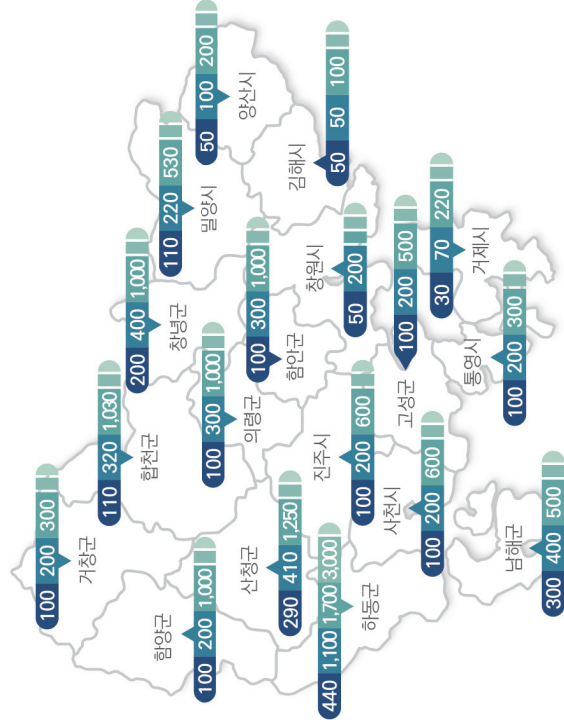 거창군
100 200 300
함양군
100 200 1,000
합천군
110 320 1,030
산청군
290 410 1,250
하동군
440 1,100 1,700 3,000
창녕군
200 400 1,000
의령군
100 300 1,000
진주시
100 200 600
사천시
100 200 600
남해군
300 400 500
밀양시
110 220 530
함안군
100 300 1,000
창원시
50 200
고성군
100 200 500
통영시
100 200 300
양산시
50 100 200
김해시
50 50 100
거제시
30 70 220